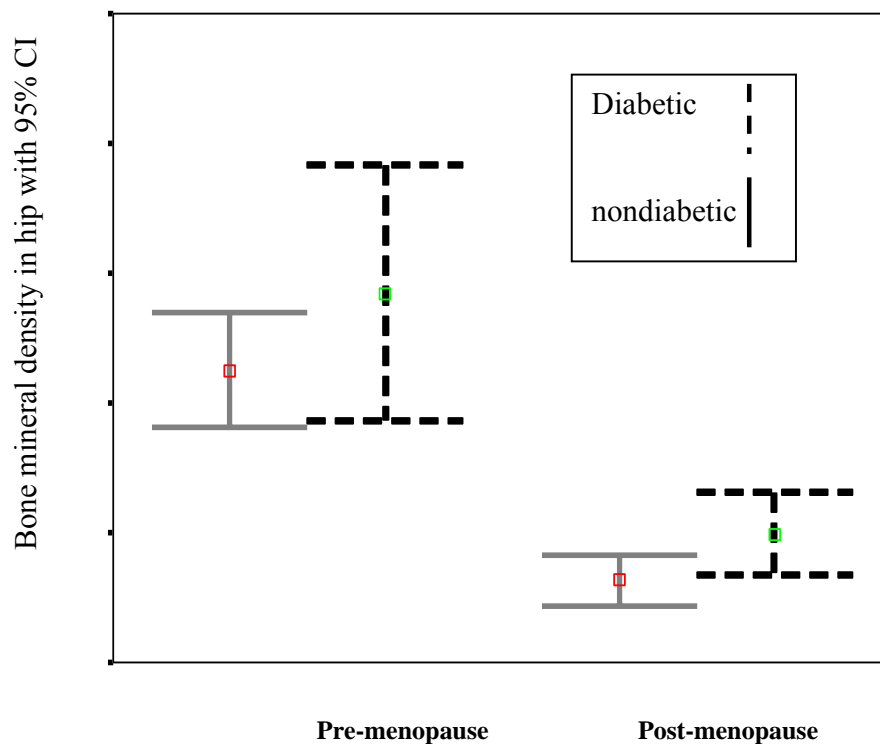 Bone mineral density in hip with 95% CI
Diabetic
nondiabetic
Pre-menopause
Post-menopause